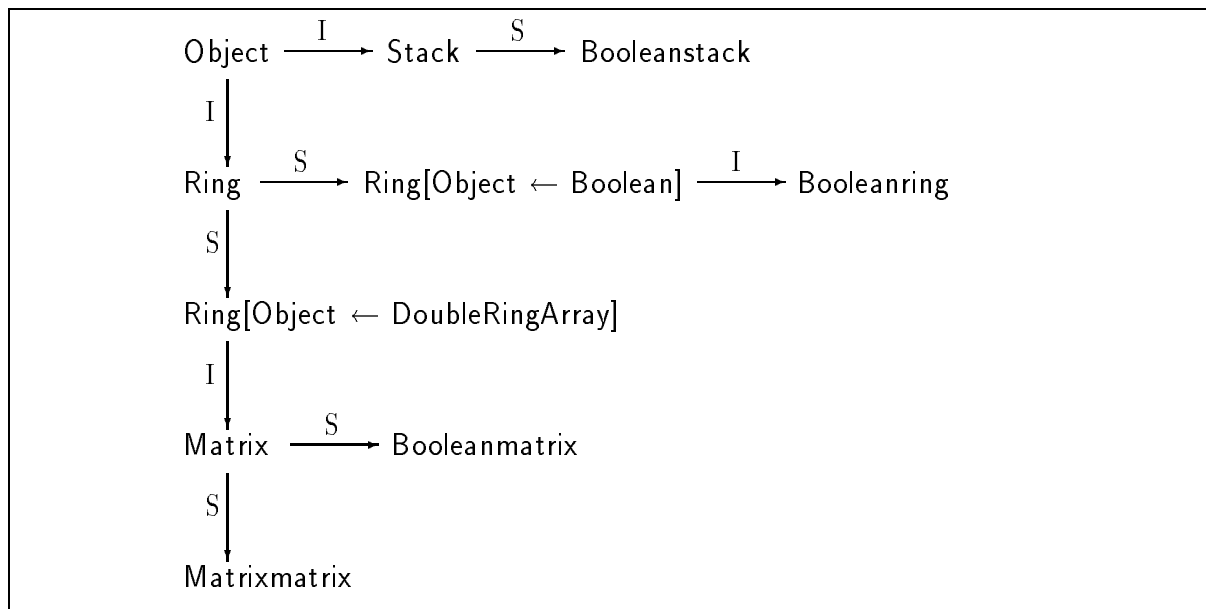 I S
Object Stack Booleanstack
I
S I
Ring Ring[Object ← Boolean] Booleanring
S
Ring[Object ← DoubleRingArray]
I
S
Matrix Booleanmatrix
S
Matrixmatrix